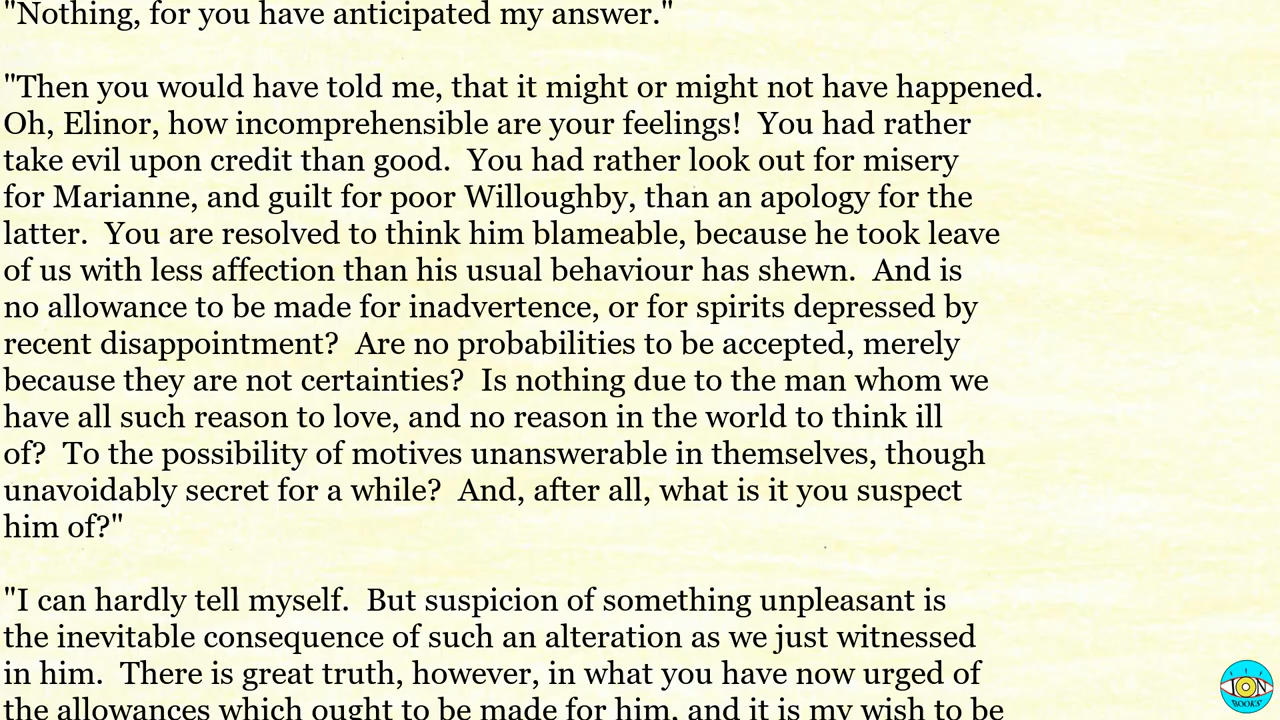 "Nothing, for you have anticipated my answer."
"Then you would have told me, that it might or might not have happened.
Oh, Elinor, how incomprehensible are your feelings!  You had rather
take evil upon credit than good.  You had rather look out for misery
for Marianne, and guilt for poor Willoughby, than an apology for the
latter.  You are resolved to think him blameable, because he took leave
of us with less affection than his usual behaviour has shewn.  And is
no allowance to be made for inadvertence, or for spirits depressed by
recent disappointment?  Are no probabilities to be accepted, merely
because they are not certainties?  Is nothing due to the man whom we
have all such reason to love, and no reason in the world to think ill
of?  To the possibility of motives unanswerable in themselves, though
unavoidably secret for a while?  And, after all, what is it you suspect
him of?"
"I can hardly tell myself.  But suspicion of something unpleasant is
the inevitable consequence of such an alteration as we just witnessed
in him.  There is great truth, however, in what you have now urged of
the allowances which ought to be made for him, and it is my wish to be
ION
BOOKS